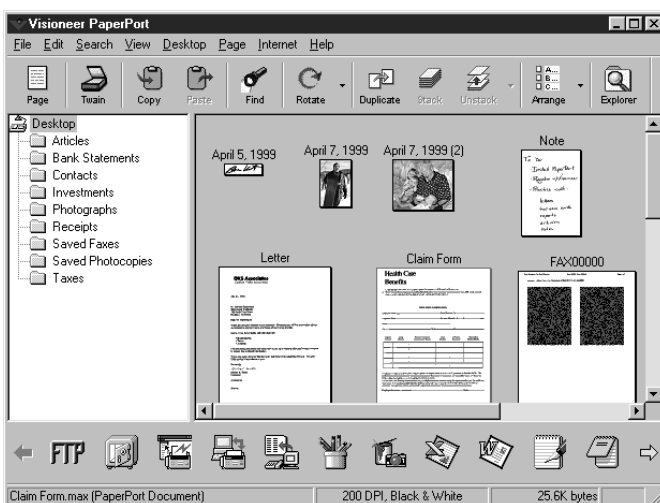 Visioneer PaperPort
File Edit Search View Desktop Page Internet Help
Page Twain Copy Paste Find Rotate Duplicate Stack Unstack Arrange Explorer
Desktop
Articles
Bank Statements
Contacts
Investments
Photographs
Receipts
Saved Faxes
Saved Photocopies
Taxes
April 5, 1999 April 7, 1999 April 7, 1999 (2) Note
Letter Claim Form FAX00000
Health Care
Benefits
FTP
Claim Form.max (PaperPort Document) 200 DPI, Black & White 25.6K bytes